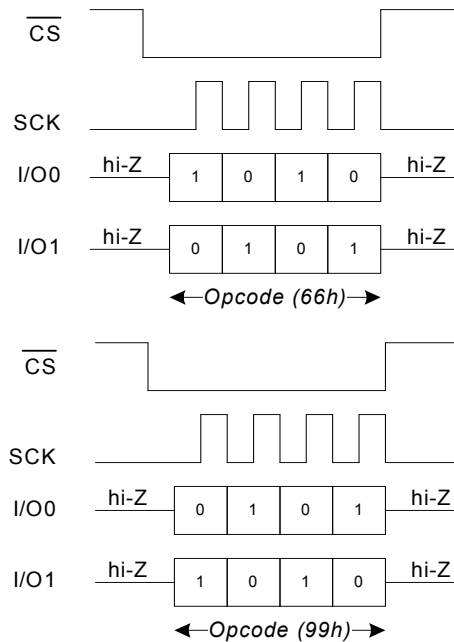 CS
SCK
I/O0 hi-Z 1 0 1 0 hi-Z
I/O1 hi-Z 0 1 0 1 hi-Z
Opcode (66h)
CS
SCK
I/O0 hi-Z 0 1 0 1 hi-Z
I/O1 hi-Z 1 0 1 0 hi-Z
Opcode (99h)